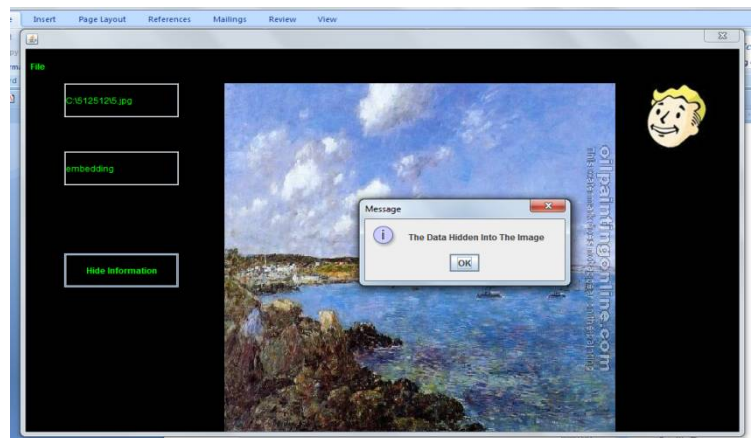 Insert Page Layout References Mailings Review View
File
C:\512512\5.jpg
embedding
Hide Information
Message
The Data Hidden Into The Image
OK
oilpaintingonline.com